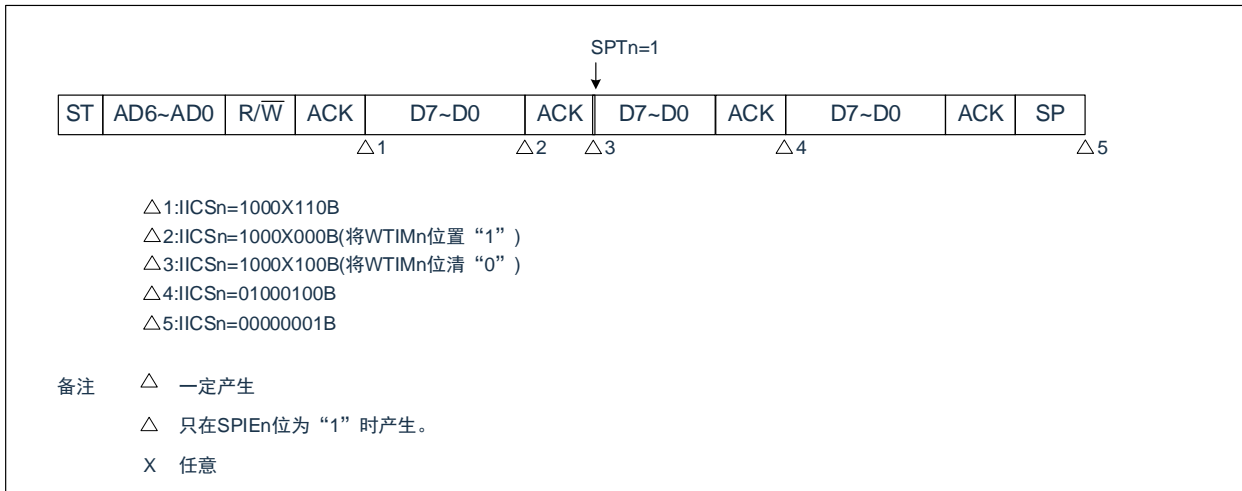 SPTn=1
ST AD6~AD0 R/W̅ ACK D7~D0 ACK D7~D0 ACK D7~D0 ACK SP
△1 △2 △3 △4 △5
△1:IICSn=1000X110B
△2:IICSn=1000X000B(将WTIMn位置“1”)
△3:IICSn=1000X100B(将WTIMn位清“0”)
△4:IICSn=01000100B
△5:IICSn=00000001B
备注 △ 一定产生
△ 只在SPIEn位为“1”时产生。
X 任意